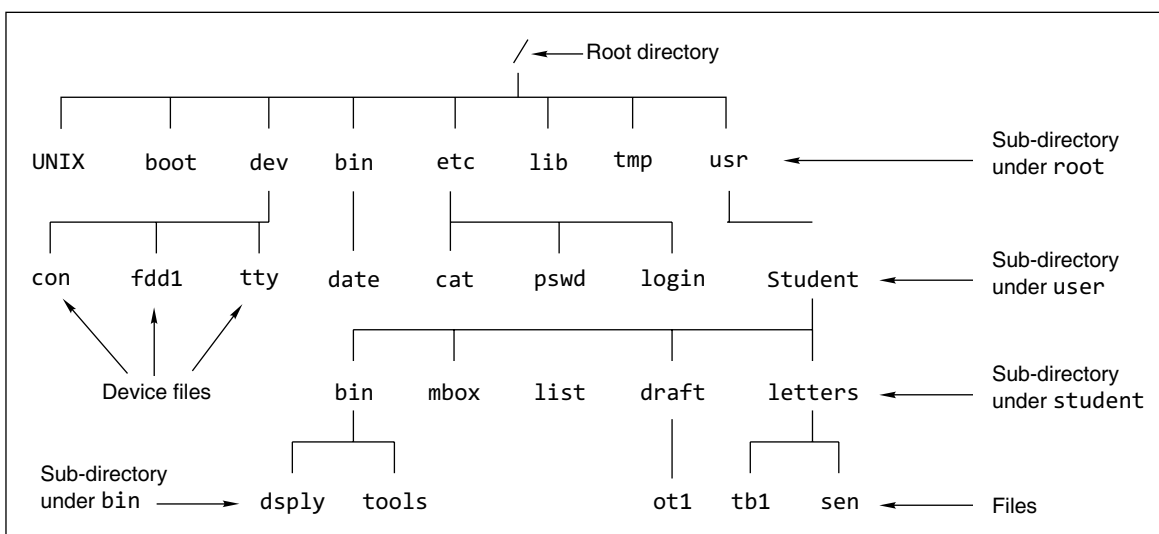 / Root directory
UNIX boot dev bin etc lib tmp usr
Sub-directory
under root
con fdd1 tty date cat pswd login Student
Sub-directory
under user
Device files
bin mbox list draft letters
Sub-directory
under student
Sub-directory
under bin
dsply tools ot1 tb1 sen
Files